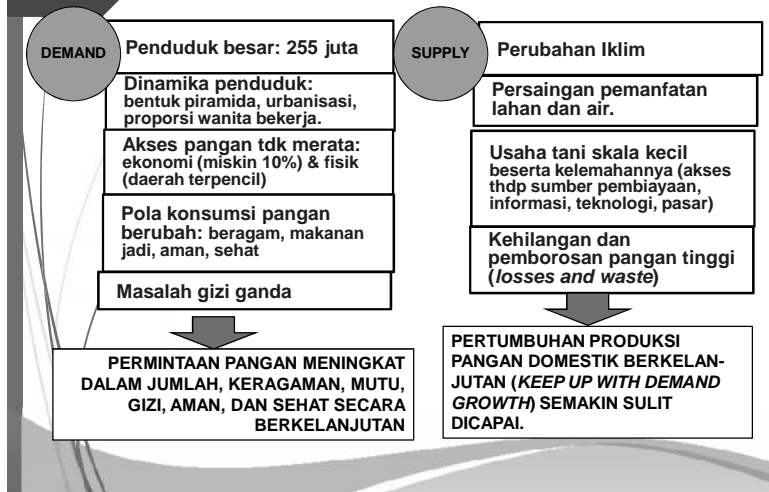 DEMAND
Penduduk besar: 255 juta
Dinamika penduduk:
bentuk piramida, urbanisasi,
proporsi wanita bekerja.
Akses pangan tdk merata:
ekonomi (miskin 10%) & fisik
(daerah terpencil)
Pola konsumsi pangan
berubah: beragam, makanan
jadi, aman, sehat
Masalah gizi ganda
PERMINTAAN PANGAN MENINGKAT
DALAM JUMLAH, KERAGAMAN, MUTU,
GIZI, AMAN, DAN SEHAT SECARA
BERKELANJUTAN
SUPPLY
Perubahan Iklim
Persaingan pemanfatan
lahan dan air.
Usaha tani skala kecil
beserta kelemahannya (akses
thdp sumber pembiayaan,
informasi, teknologi, pasar)
Kehilangan dan
pemborosan pangan tinggi
(losses and waste)
PERTUMBUHAN PRODUKSI
PANGAN DOMESTIK BERKELAN-
JUTAN (KEEP UP WITH DEMAND
GROWTH) SEMAKIN SULIT
DICAPAI.